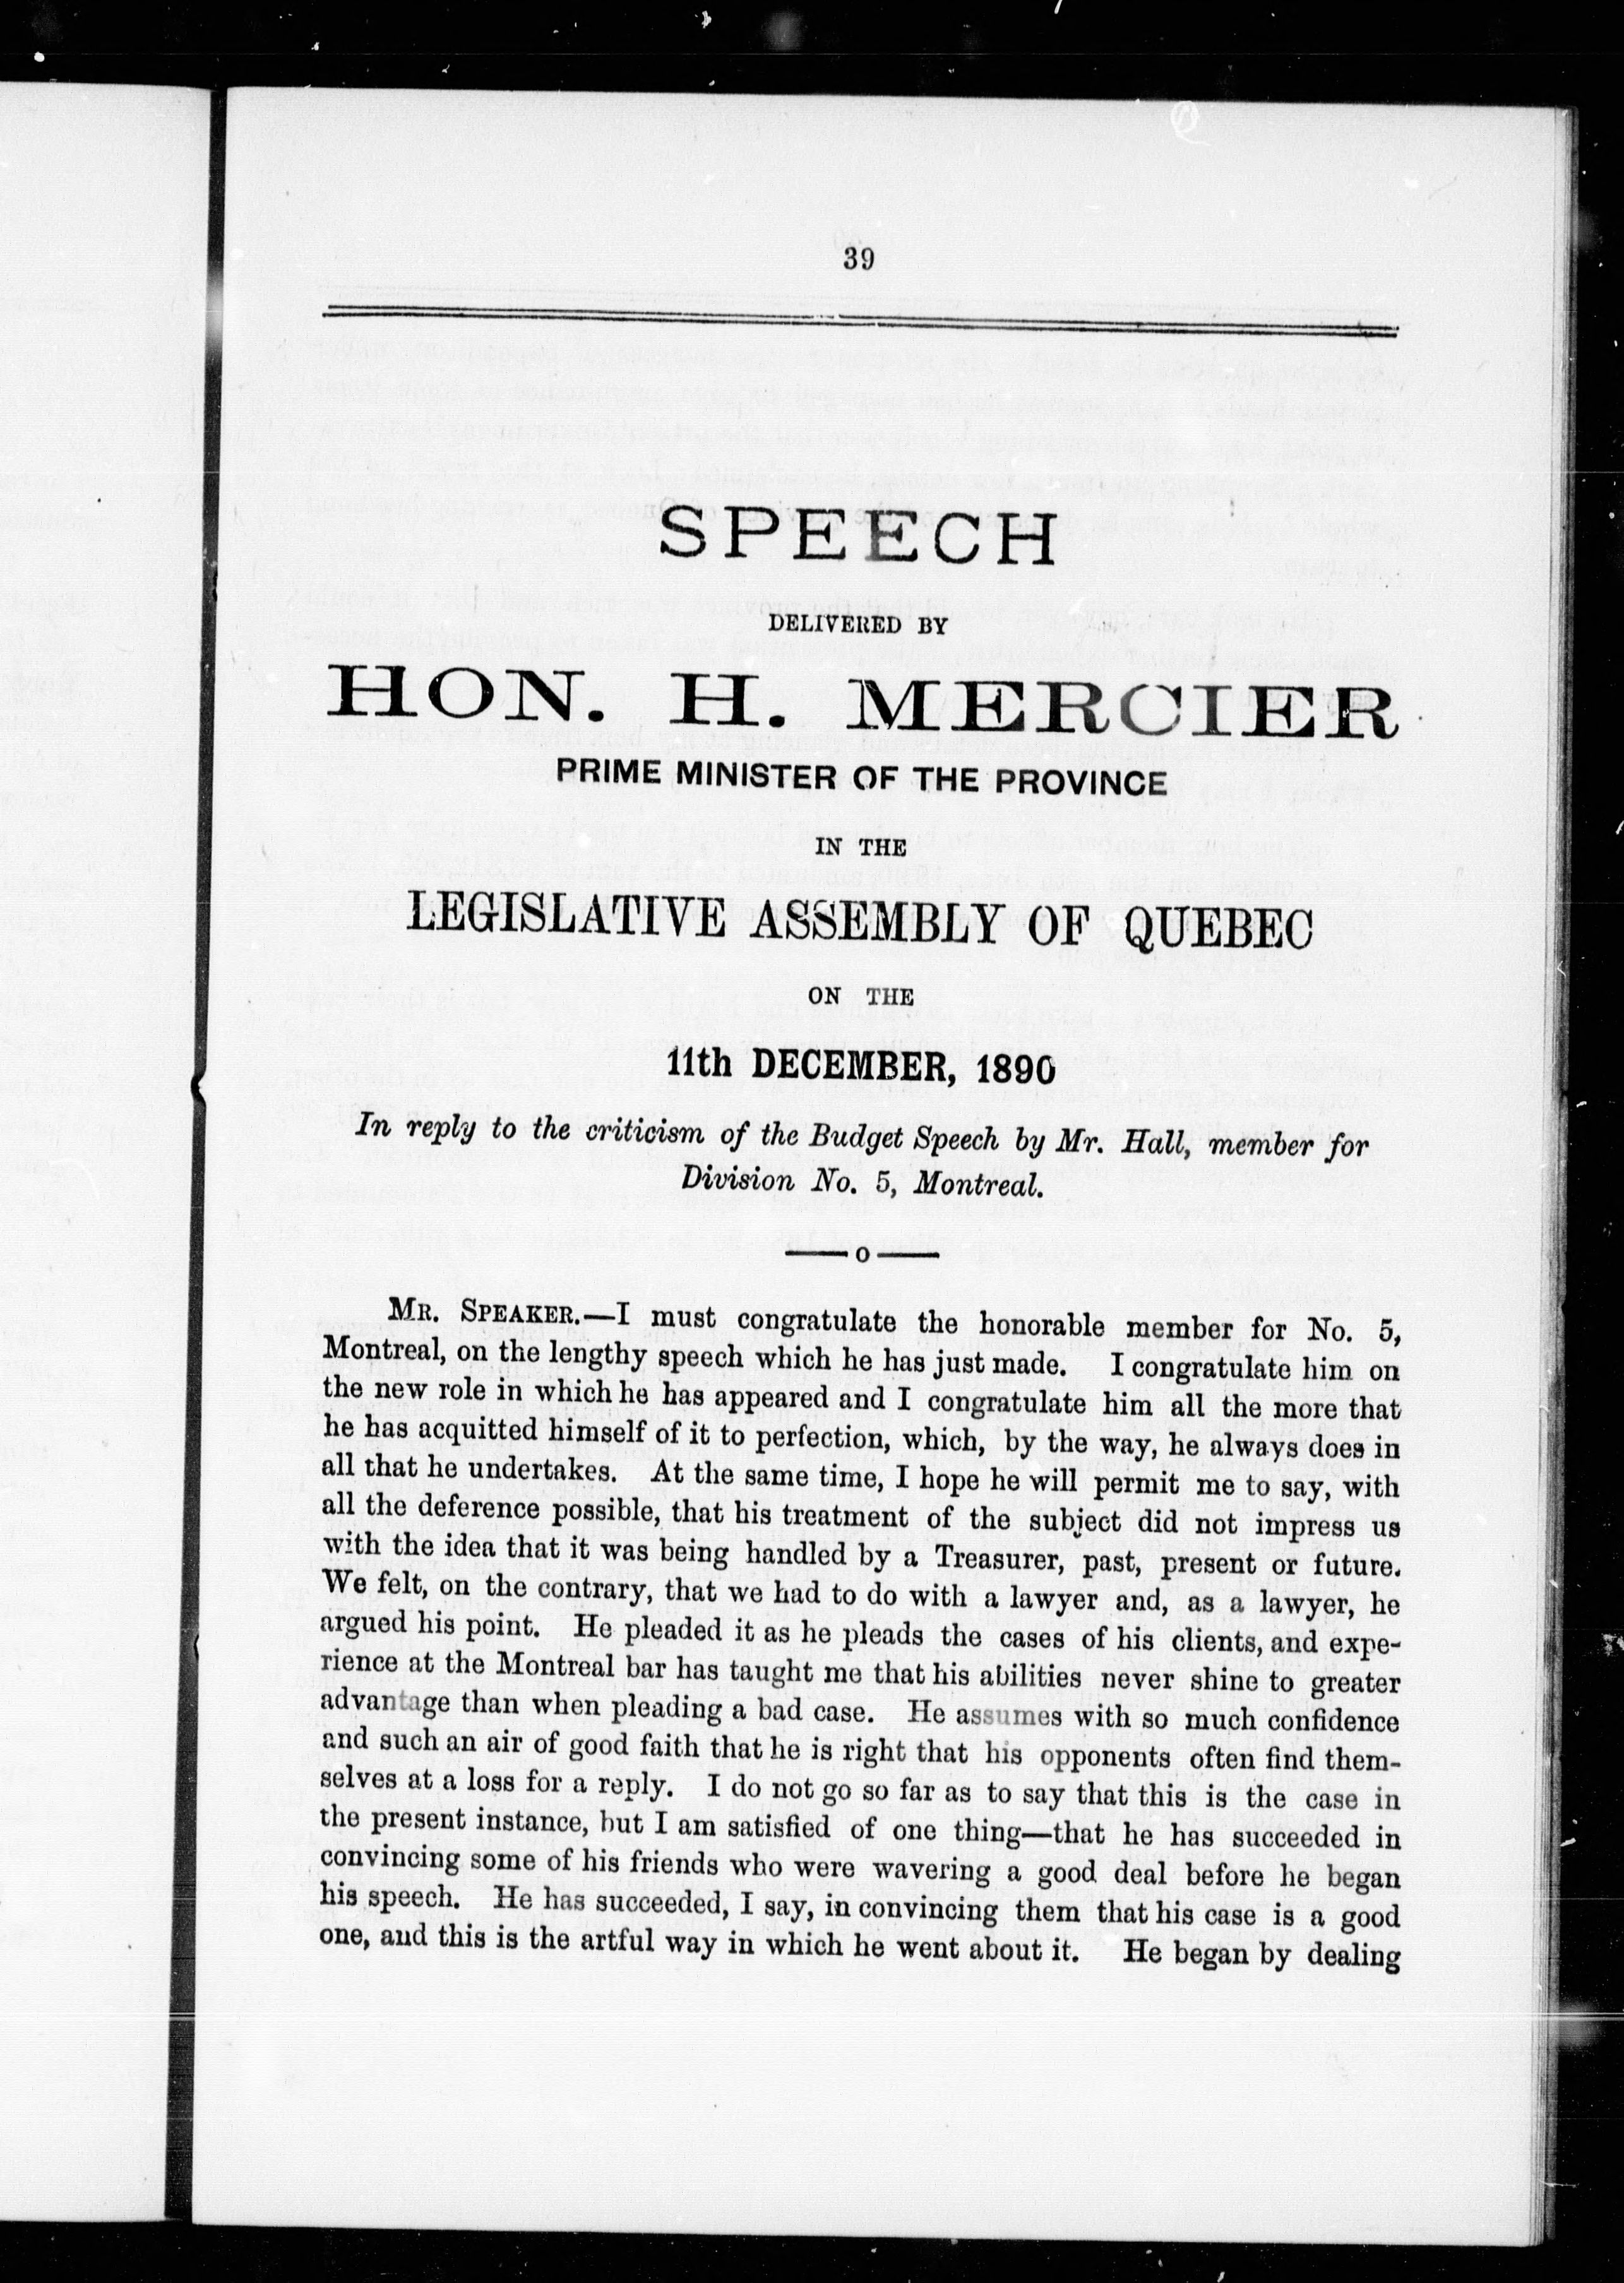 39
SPEECH
DELIVERED BY
HON. H. MERCIER
PRIME MINISTER OF THE PROVINCE
IN THE
LEGISLATIVE ASSEMBLY OF QUEBEC
ON THE
11th DECEMBER, 1890
In reply to the criticism of the Budget Speech by Mr. Hall, member for
Division No. 5, Montreal.
——o——
MR. SPEAKER.—I must congratulate the honorable member for No. 5,
Montreal, on the lengthy speech which he has just made. I congratulate him on
the new role in which he has appeared and I congratulate him all the more that
he has acquitted himself of it to perfection, which, by the way, he always does in
all that he undertakes. At the same time, I hope he will permit me to say, with
all the deference possible, that his treatment of the subject did not impress us
with the idea that it was being handled by a Treasurer, past, present or future.
We felt, on the contrary, that we had to do with a lawyer and, as a lawyer, he
argued his point. He pleaded it as he pleads the cases of his clients, and expe-
rience at the Montreal bar has taught me that his abilities never shine to greater
advantage than when pleading a bad case. He assumes with so much confidence
and such an air of good faith that he is right that his opponents often find them-
selves at a loss for a reply. I do not go so far as to say that this is the case in
the present instance, but I am satisfied of one thing—that he has succeeded in
convincing some of his friends who were wavering a good deal before he began
his speech. He has succeeded, I say, in convincing them that his case is a good
one, and this is the artful way in which he went about it. He began by dealing